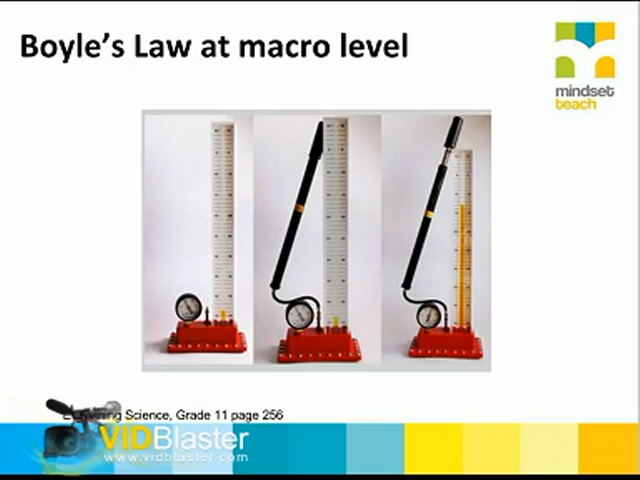 Boyle's Law at macro level
mindset
teach
Science, Grade 11 page 256
VIDBlaster
www.vidblaster.com